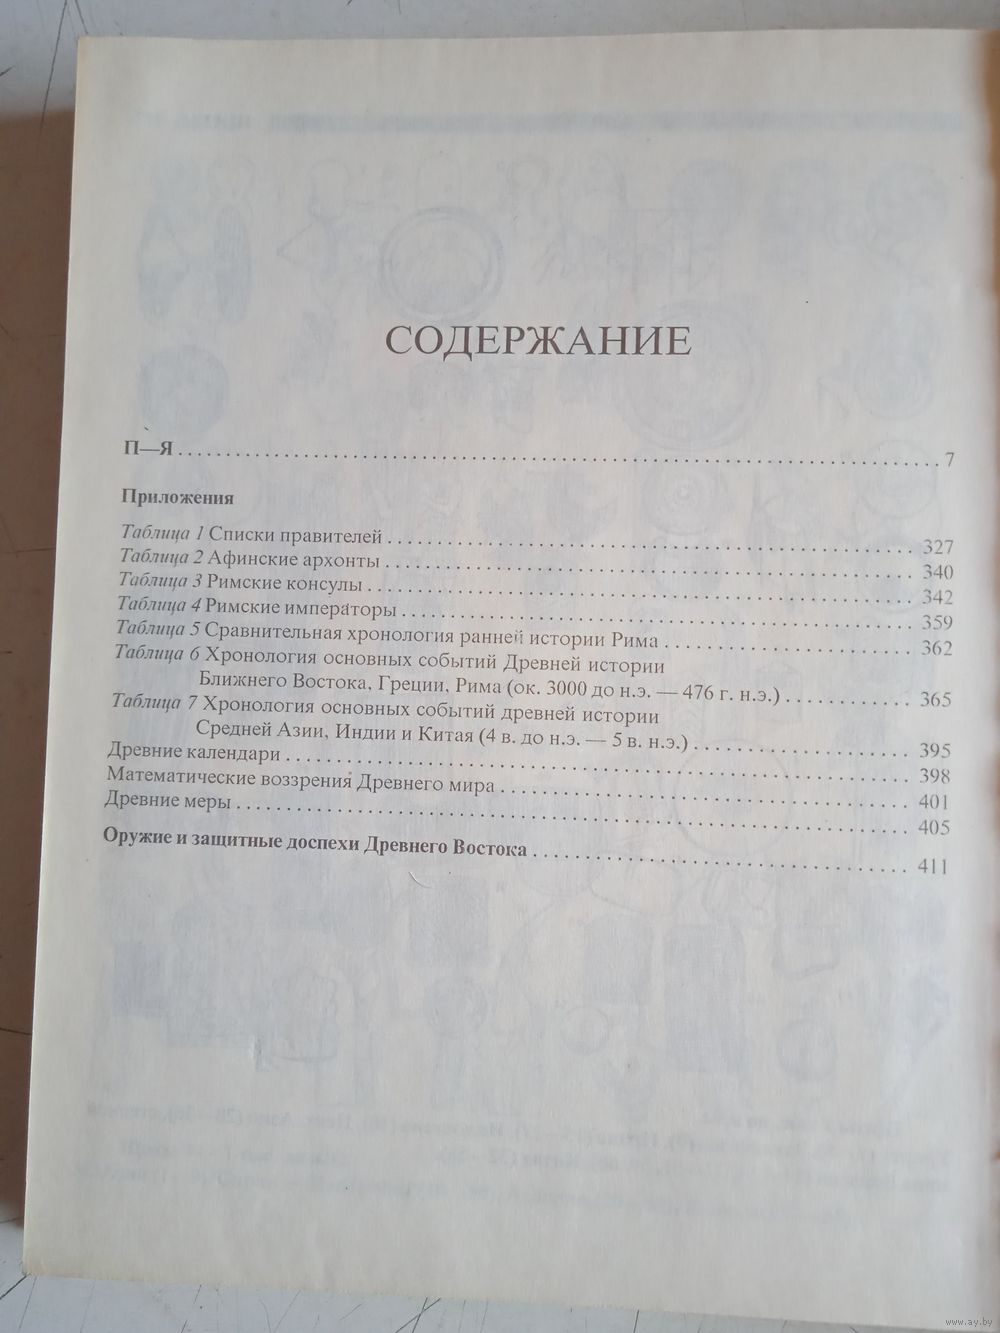 СОДЕРЖАНИЕ
П—Я . . . . . . . . . . . . . . . . . . . . 7
Приложения
Таблица 1 Списки правителей . . . . . . . . . . 327
Таблица 2 Афинские архонты . . . . . . . . . . 340
Таблица 3 Римские консулы . . . . . . . . . . 342
Таблица 4 Римские императоры . . . . . . . . . . 359
Таблица 5 Сравнительная хронология ранней истории Рима . . . . . . . . . . 362
Таблица 6 Хронология основных событий Древней истории
Ближнего Востока, Греции, Рима (ок. 3000 до н.э. — 476 г. н.э.) . . . . . . . . . . 365
Таблица 7 Хронология основных событий древней истории
Средней Азии, Индии и Китая (4 в. до н.э. — 5 в. н.э.) . . . . . . . . . . 395
Древние календари . . . . . . . . . . 398
Математические воззрения Древнего мира . . . . . . . . . . 401
Древние меры . . . . . . . . . . 405
Оружие и защитные доспехи Древнего Востока . . . . . . . . . . 411
www.ay.by